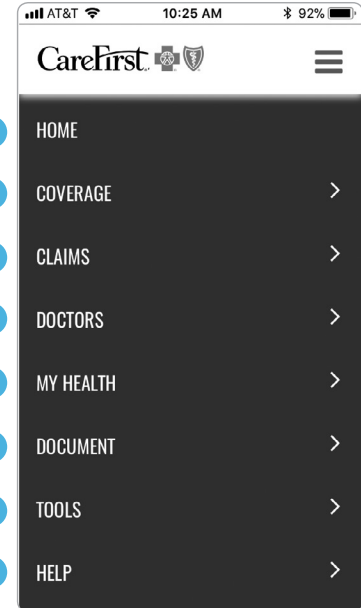 AT&T 10:25 AM 92%
CareFirst.
HOME
COVERAGE
CLAIMS
DOCTORS
MY HEALTH
DOCUMENT
TOOLS
HELP